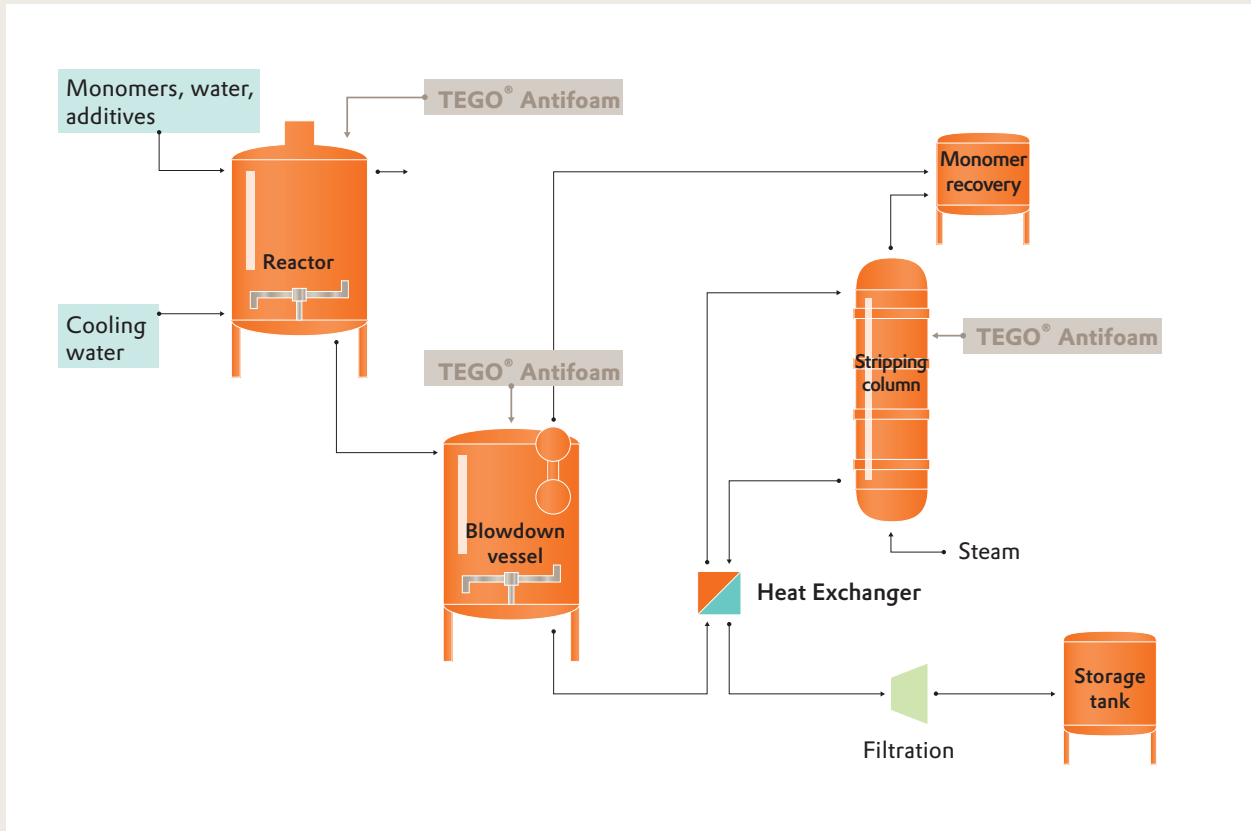 Monomers, water,
additives
TEGO® Antifoam
Monomer
recovery
Reactor
Cooling
water
TEGO® Antifoam
TEGO® Antifoam
Stripping
column
Blowdown
vessel
Steam
Heat Exchanger
Storage
tank
Filtration